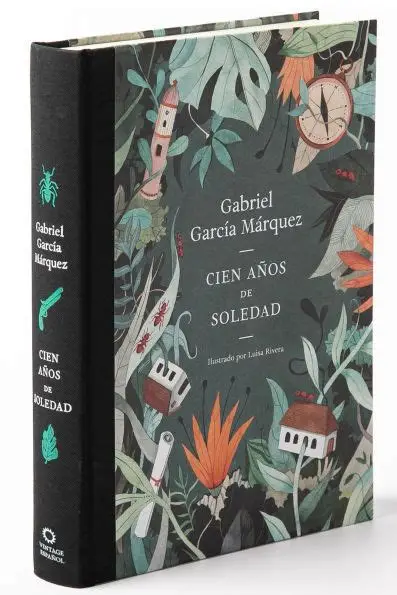 Gabriel
García
Márquez
CIEN
AÑOS
DE
SOLEDAD
VINTAGE
ESPAÑOL
Gabriel
García Márquez
CIEN AÑOS
DE
SOLEDAD
Ilustrado por Luisa Rivera